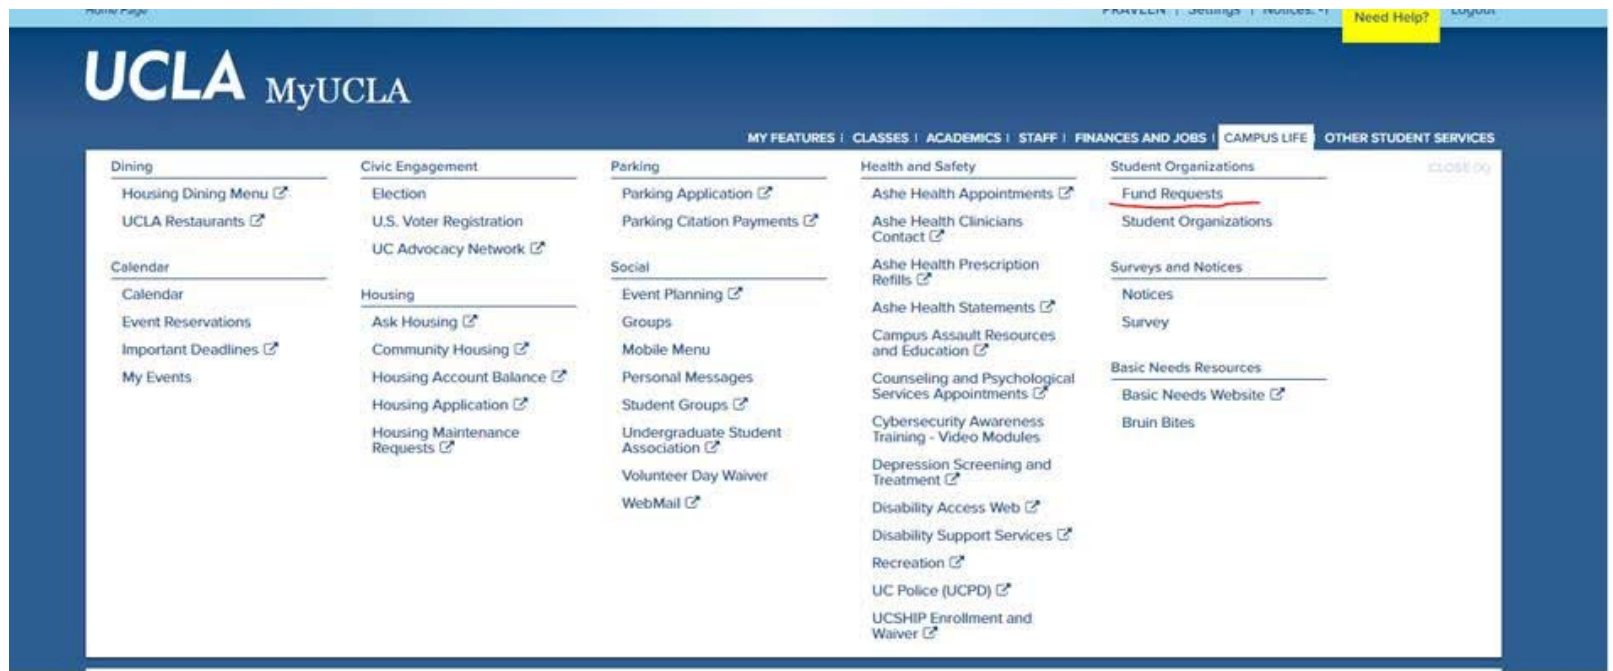 Home Page
PRAVEEN | Settings | Notices:
Need Help?
Logout
UCLA MyUCLA
MY FEATURES | CLASSES | ACADEMICS | STAFF | FINANCES AND JOBS | CAMPUS LIFE | OTHER STUDENT SERVICES
Dining
Housing Dining Menu
UCLA Restaurants
Calendar
Calendar
Event Reservations
Important Deadlines
My Events
Civic Engagement
Election
U.S. Voter Registration
UC Advocacy Network
Housing
Ask Housing
Community Housing
Housing Account Balance
Housing Application
Housing Maintenance
Requests
Parking
Parking Application
Parking Citation Payments
Social
Event Planning
Groups
Mobile Menu
Personal Messages
Student Groups
Undergraduate Student
Association
Volunteer Day Waiver
WebMail
Health and Safety
Ashe Health Appointments
Ashe Health Clinicians
Contact
Ashe Health Prescription
Refills
Ashe Health Statements
Campus Assault Resources
and Education
Counseling and Psychological
Services Appointments
Cybersecurity Awareness
Training - Video Modules
Depression Screening and
Treatment
Disability Access Web
Disability Support Services
Recreation
UC Police (UCPD)
UCSHIP Enrollment and
Waiver
Student Organizations
Fund Requests
Student Organizations
Surveys and Notices
Notices
Survey
Basic Needs Resources
Basic Needs Website
Bruin Bites